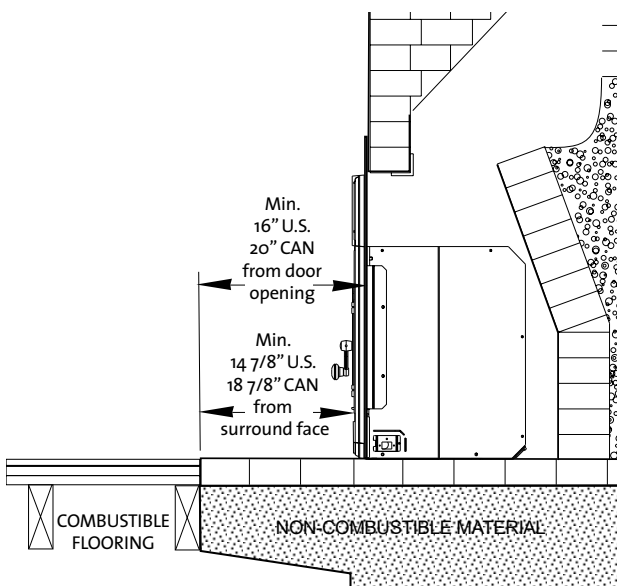 Min.
16” U.S.
20” CAN
from door
opening
Min.
14 7/8” U.S.
18 7/8” CAN
from
surround face
COMBUSTIBLE
FLOORING
NON-COMBUSTIBLE MATERIAL